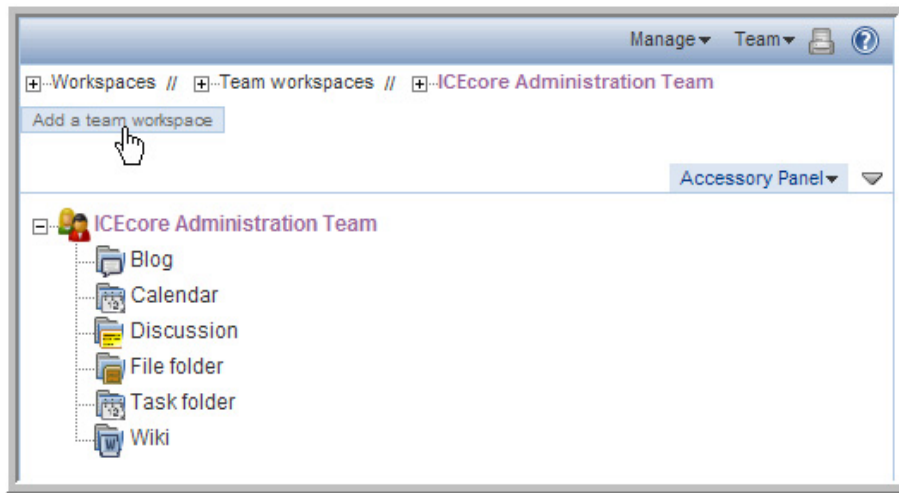 Manage Team
Workspaces // Team workspaces // ICEcore Administration Team
Add a team workspace
Accessory Panel
ICEcore Administration Team
Blog
Calendar
Discussion
File folder
Task folder
Wiki